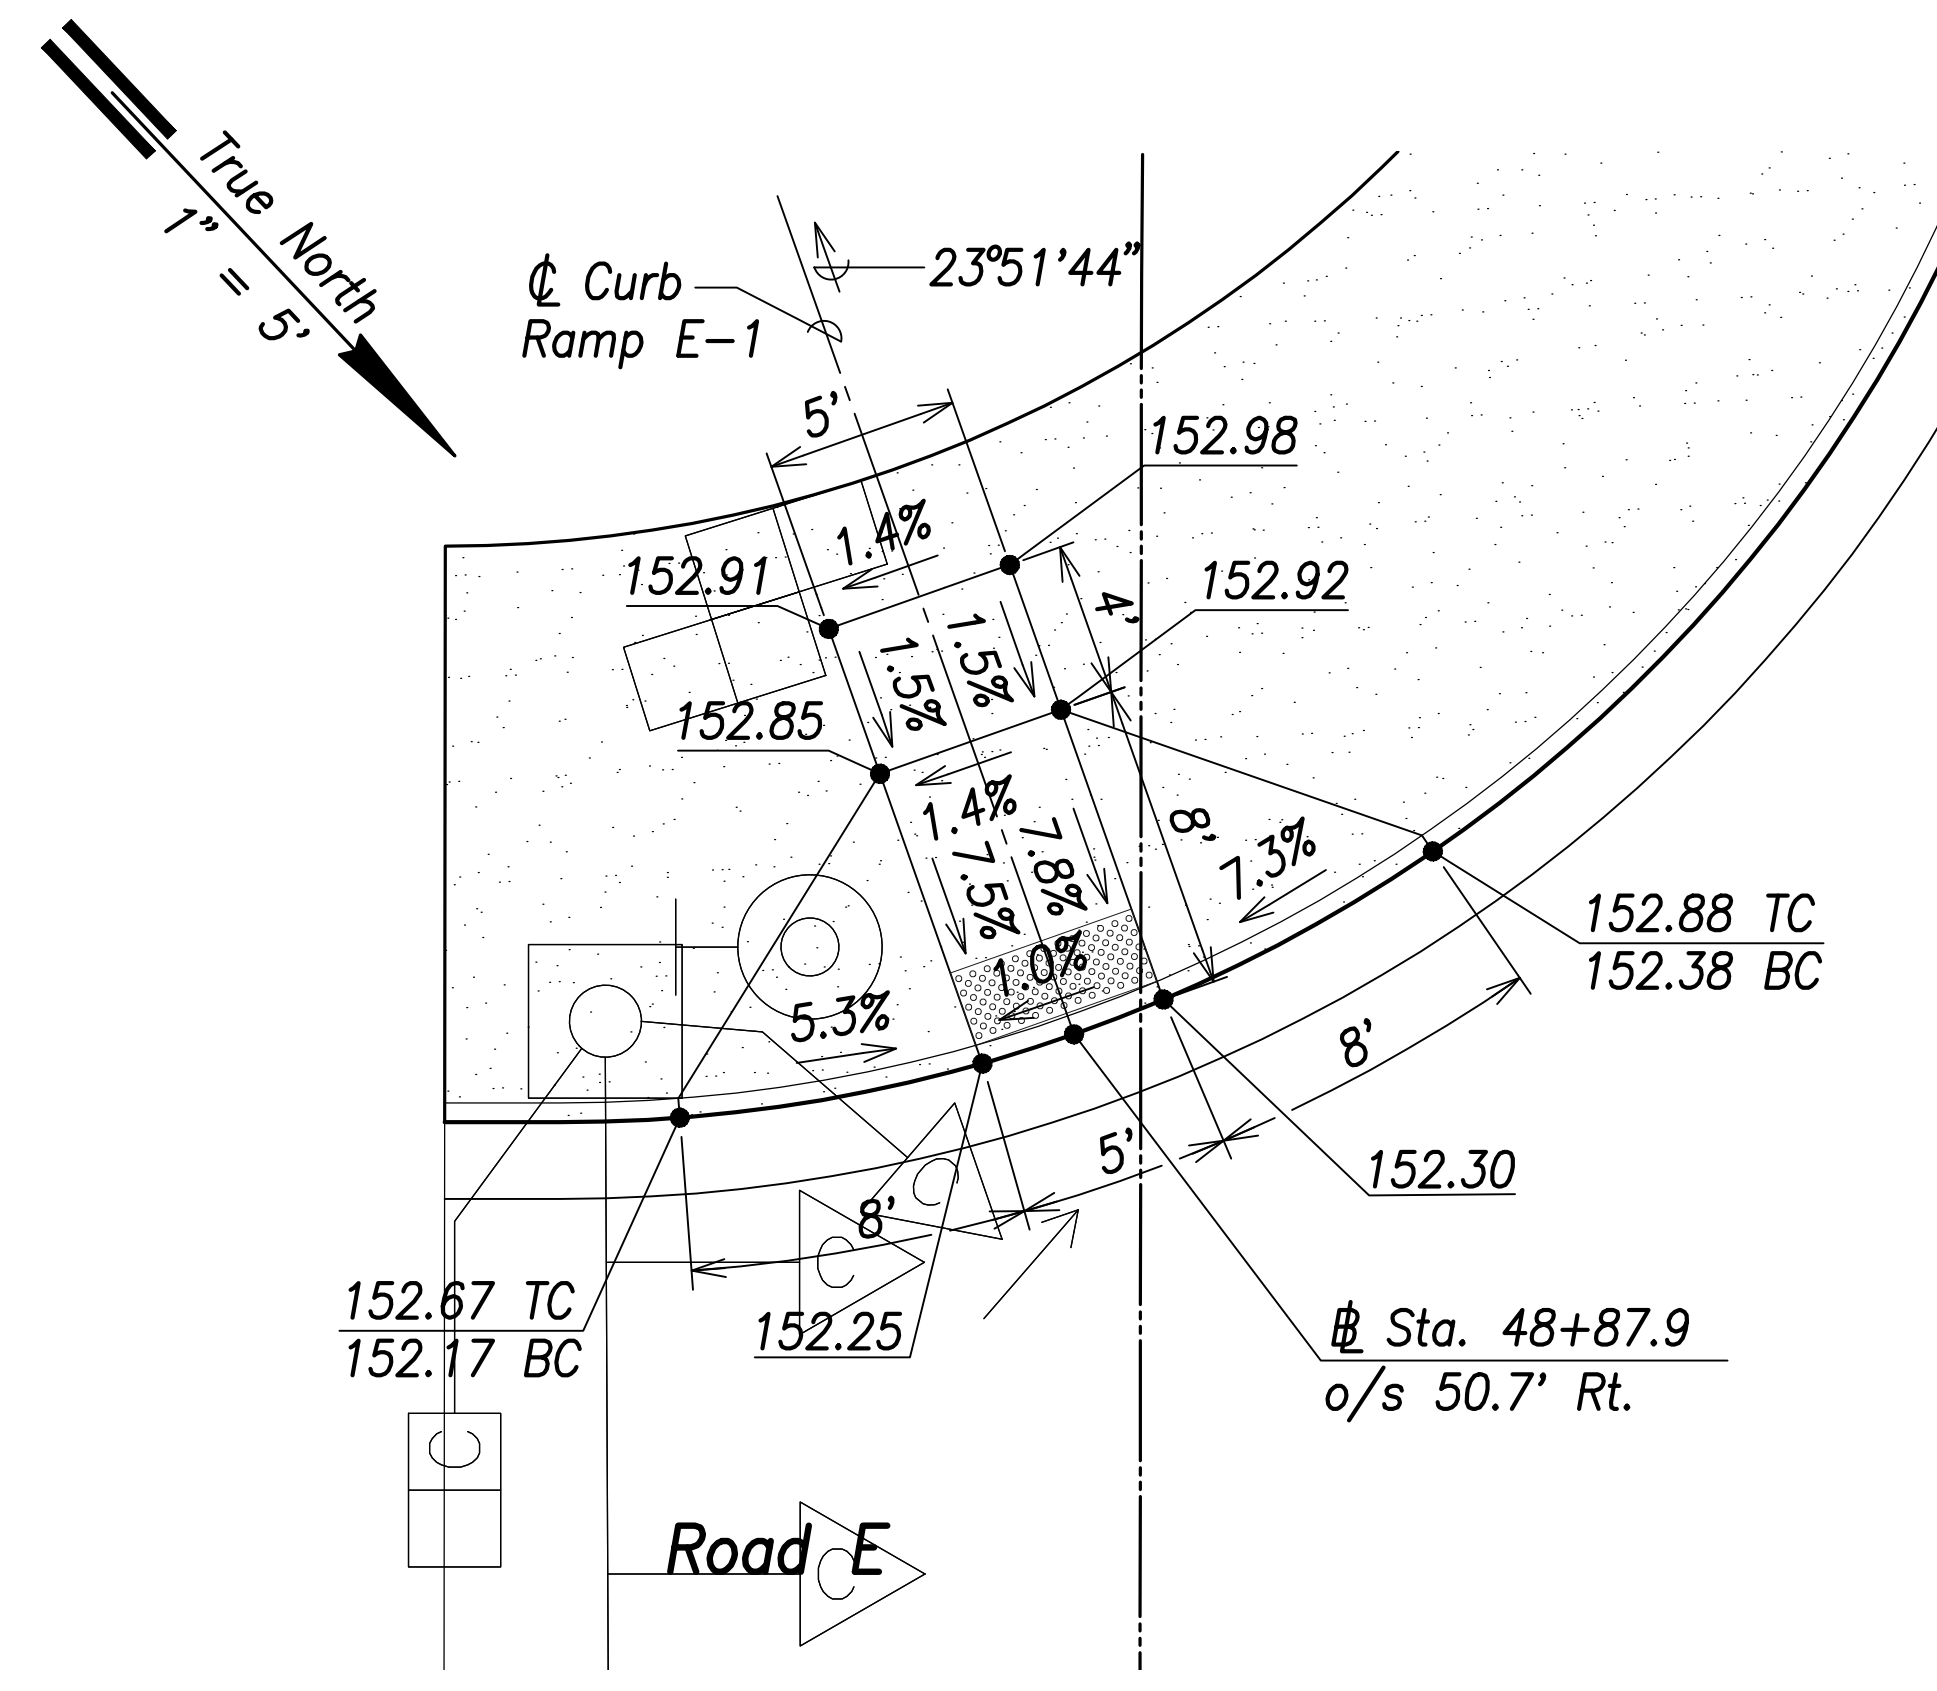 True North
1" = 5'
℄ Curb
Ramp E-1
23°51'44"
5'
152.98
1.4%
152.91
152.92
4'
1.5%
1.5%
152.85
1.4%
8'
7.8%
7.5%
7.3%
1.0%
152.88 TC
152.38 BC
5.3%
8'
5'
152.30
8'
C
C
152.67 TC
152.17 BC
152.25
BL Sta. 48+87.9
o/s 50.7' Rt.
C
Road E
C